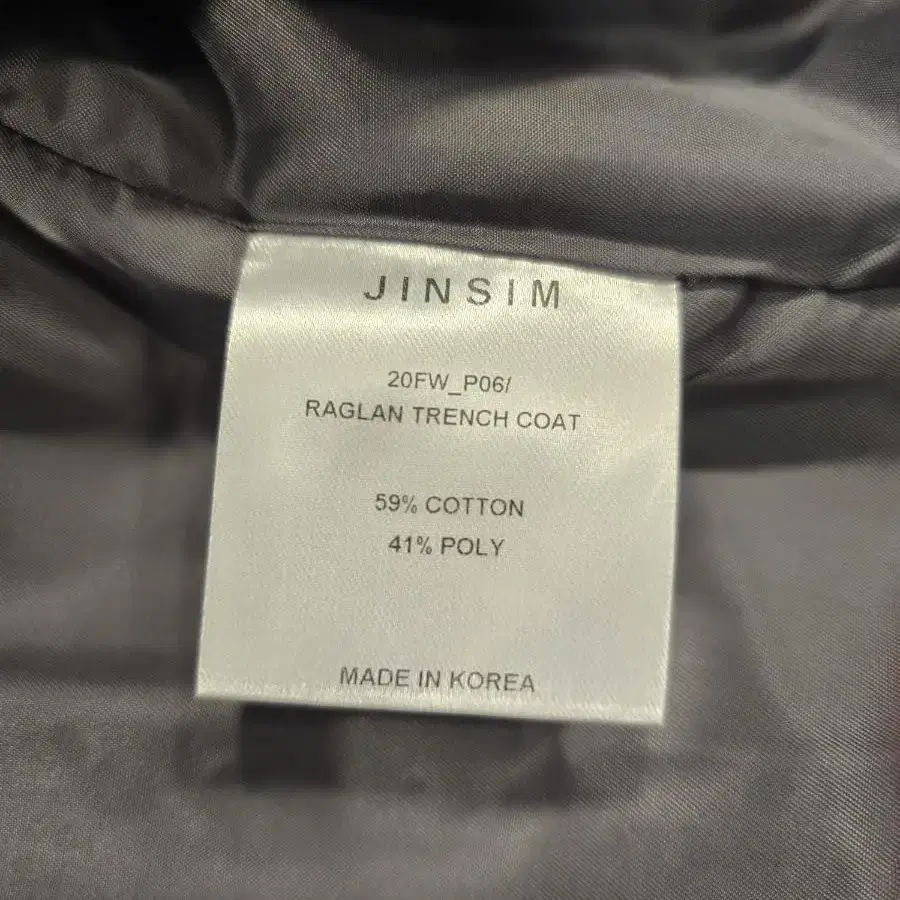 JINSIM
20FW_P06/
RAGLAN TRENCH COAT
59% COTTON
41% POLY
MADE IN KOREA